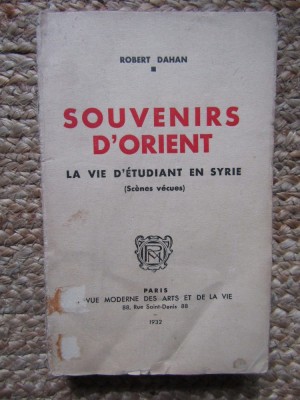 ROBERT DAHAN
SOUVENIRS
D'ORIENT
LA VIE D'ÉTUDIANT EN SYRIE
(Scènes vécues)
PARIS
VUE MODERNE DES ARTS ET DE LA VIE
88, Rue Saint-Denis 88
1932